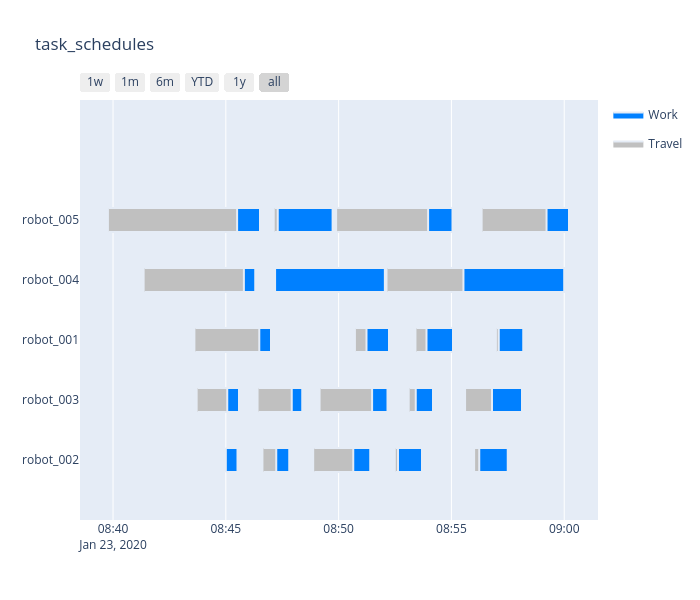 task_schedules
1w 1m 6m YTD 1y all
Work
Travel
robot_005
robot_004
robot_001
robot_003
robot_002
08:40 08:45 08:50 08:55 09:00
Jan 23, 2020